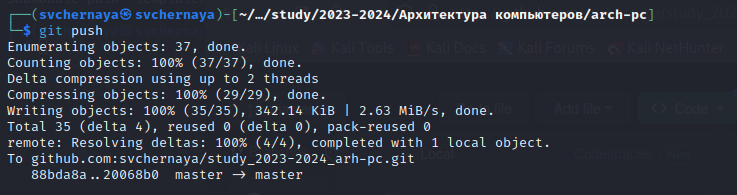 (svchernaya㉿svchernaya)-[~/…/study/2023-2024/Архитектура компьютеров/arch-pc]
$ git push
Enumerating objects: 37, done.
Counting objects: 100% (37/37), done.
Delta compression using up to 2 threads
Compressing objects: 100% (29/29), done.
Writing objects: 100% (35/35), 342.14 KiB | 2.63 MiB/s, done.
Total 35 (delta 4), reused 0 (delta 0), pack-reused 0
remote: Resolving deltas: 100% (4/4), completed with 1 local object.
To github.com:svchernaya/study_2023-2024_arh-pc.git
88bda8a..20068b0  master -> master